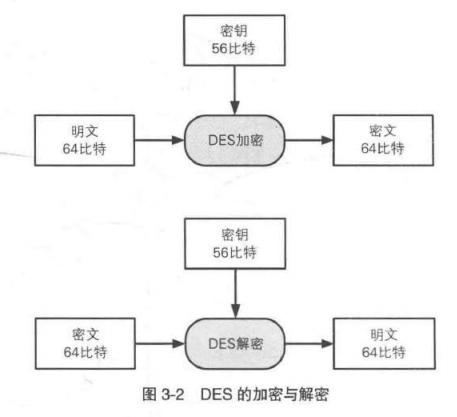 密钥
56比特
明文
64比特
DES加密
密文
64比特
密钥
56比特
密文
64比特
DES解密
明文
64比特
图 3-2 DES 的加密与解密